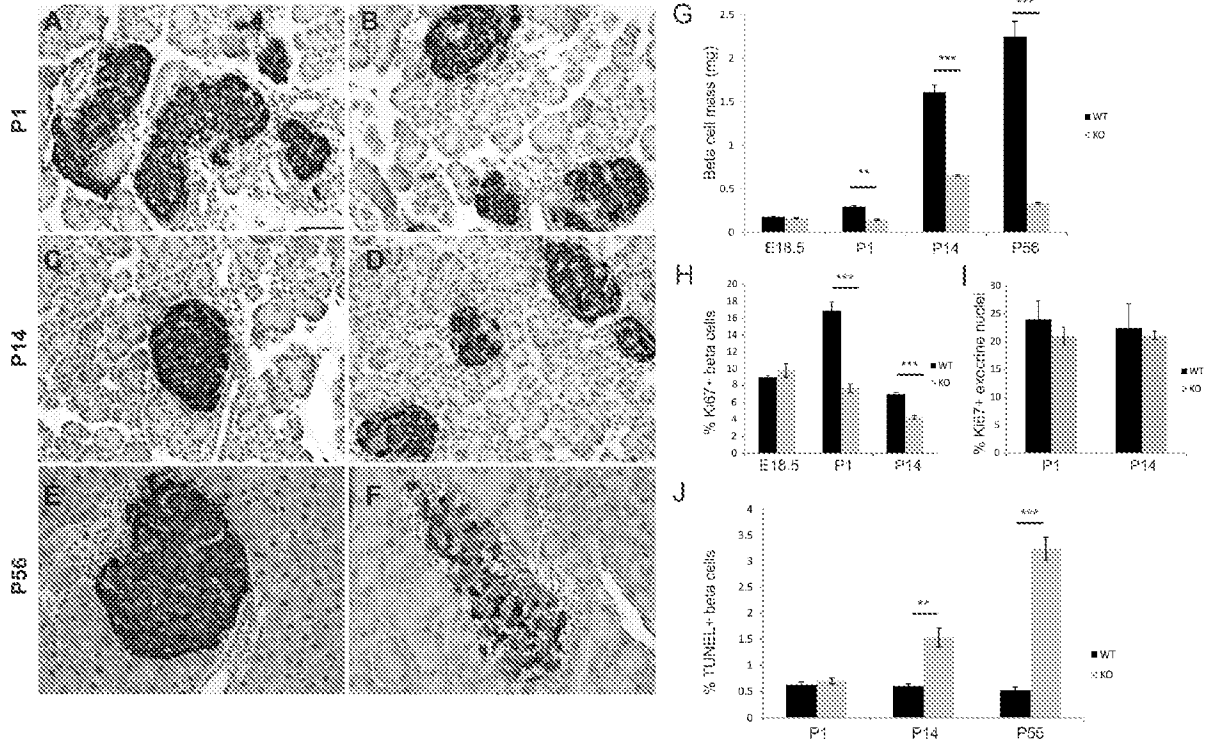 A
B
P1
C
D
P14
E
F
P56
G
Beta cell mass (mg)
2.5
2
1.5
1
0.5
0
***
***
**
WT
KO
E18.5
P1
P14
P56
H
% Ki67+ beta cells
20
18
16
14
12
10
8
6
4
2
0
***
***
WT
KO
E18.5
P1
P14
I
% Ki67+ exocrine nuclei
30
25
20
15
10
5
0
WT
KO
P1
P14
J
% TUNEL+ beta cells
4
3.5
3
2.5
2
1.5
1
0.5
0
***
**
WT
KO
P1
P14
P56